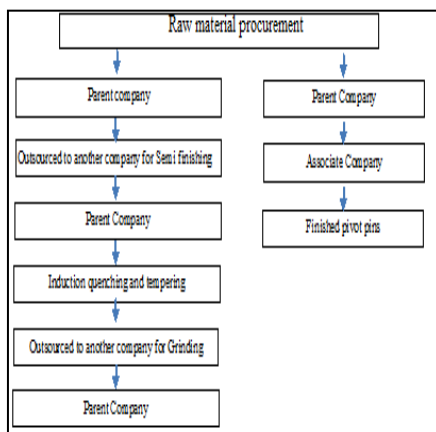 Raw material procurement
Parent company
Outsourced to another company for Semi finishing
Parent Company
Induction quenching and tempering
Outsourced to another company for Grinding
Parent Company
Parent Company
Associate Company
Finished pivot pins